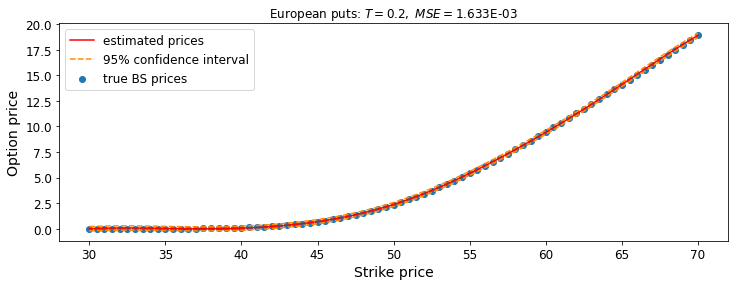 European puts: T = 0.2, MSE = 1.633E-03
estimated prices
95% confidence interval
true BS prices
Option price
20.0
17.5
15.0
12.5
10.0
7.5
5.0
2.5
0.0
30 35 40 45 50 55 60 65 70
Strike price